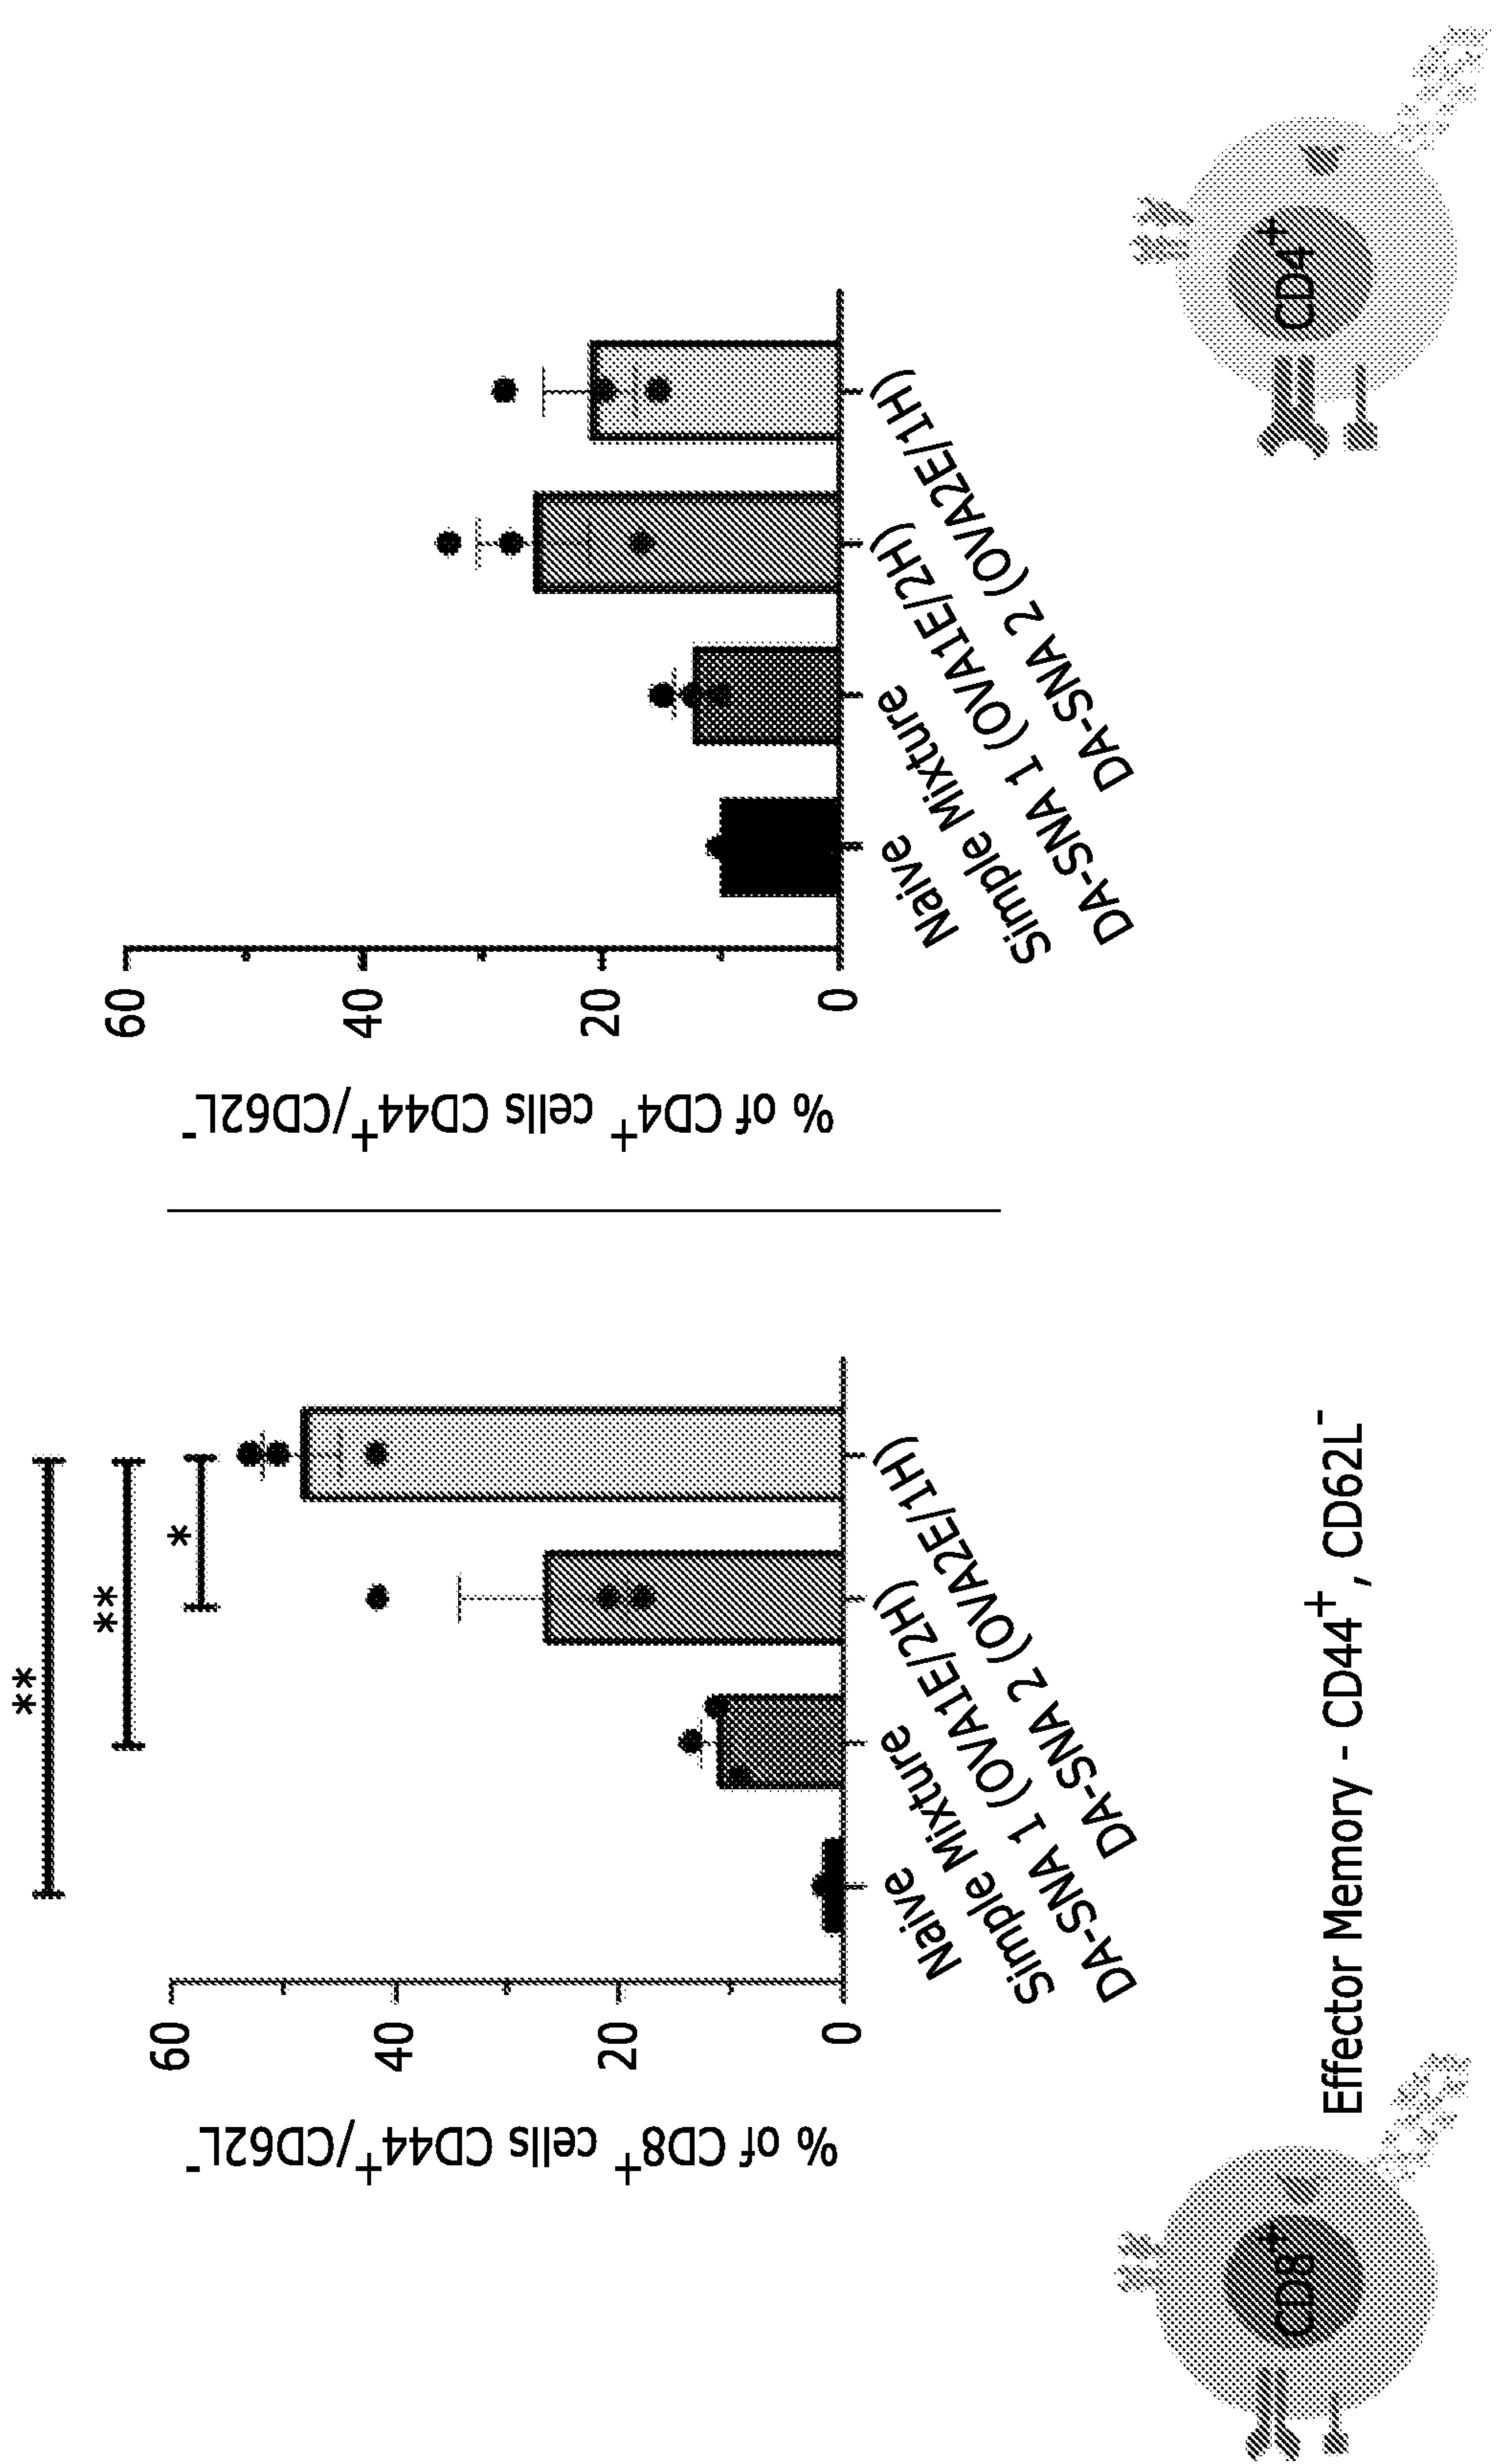 % of CD8⁺ cells CD44⁺/CD62L⁻
60
40
20
0
**
**
*
Naive
Simple Mixture
DA-SNA 1 (OVA1E/2H)
DA-SNA 2 (OVA2E/1H)
% of CD4⁺ cells CD44⁺/CD62L⁻
60
40
20
0
Naive
Simple Mixture
DA-SNA 1 (OVA1E/2H)
DA-SNA 2 (OVA2E/1H)
CD8⁺
Effector Memory - CD44⁺, CD62L⁻
CD4⁺